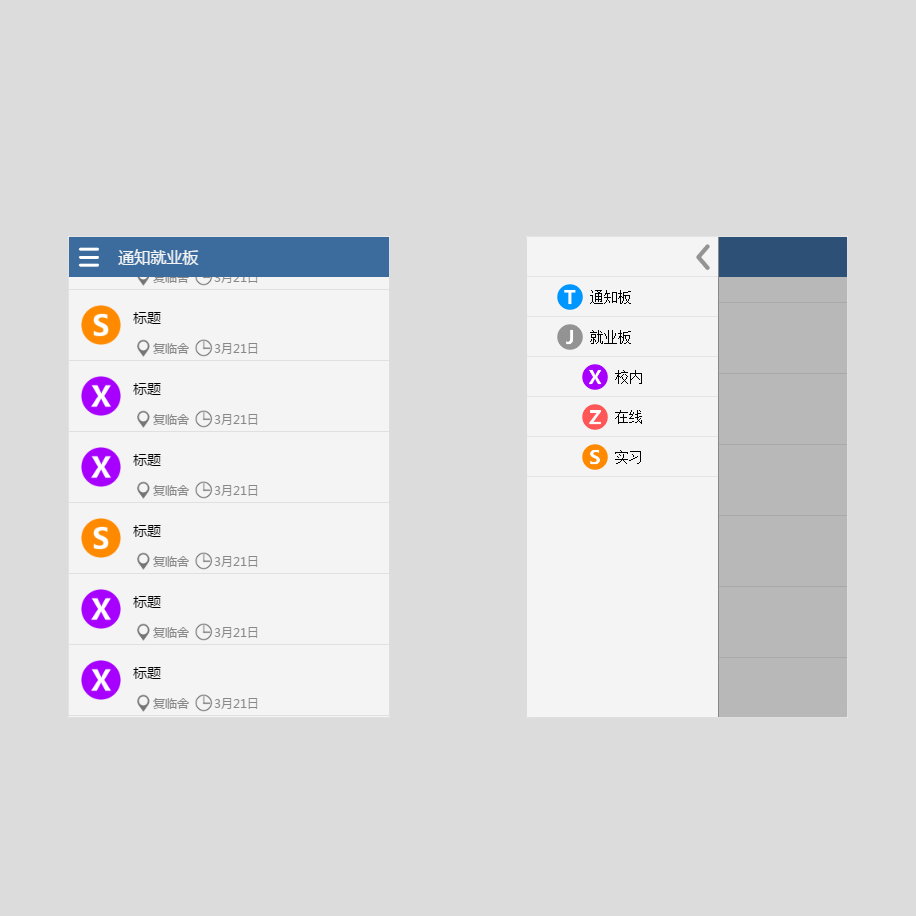 通知就业板
复临舍 3月21日
S 标题
复临舍 3月21日
X 标题
复临舍 3月21日
X 标题
复临舍 3月21日
S 标题
复临舍 3月21日
X 标题
复临舍 3月21日
X 标题
复临舍 3月21日
T 通知板
J 就业板
X 校内
Z 在线
S 实习